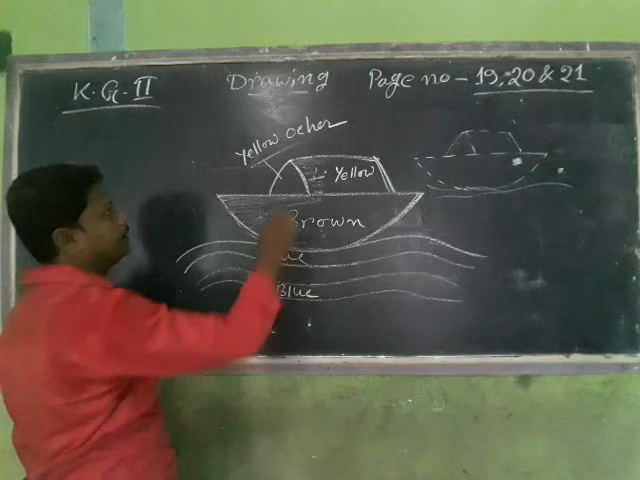 K.G.II Drawing Page no - 19, 20 & 21
Yellow ocher
L. Yellow
Brown
Blue